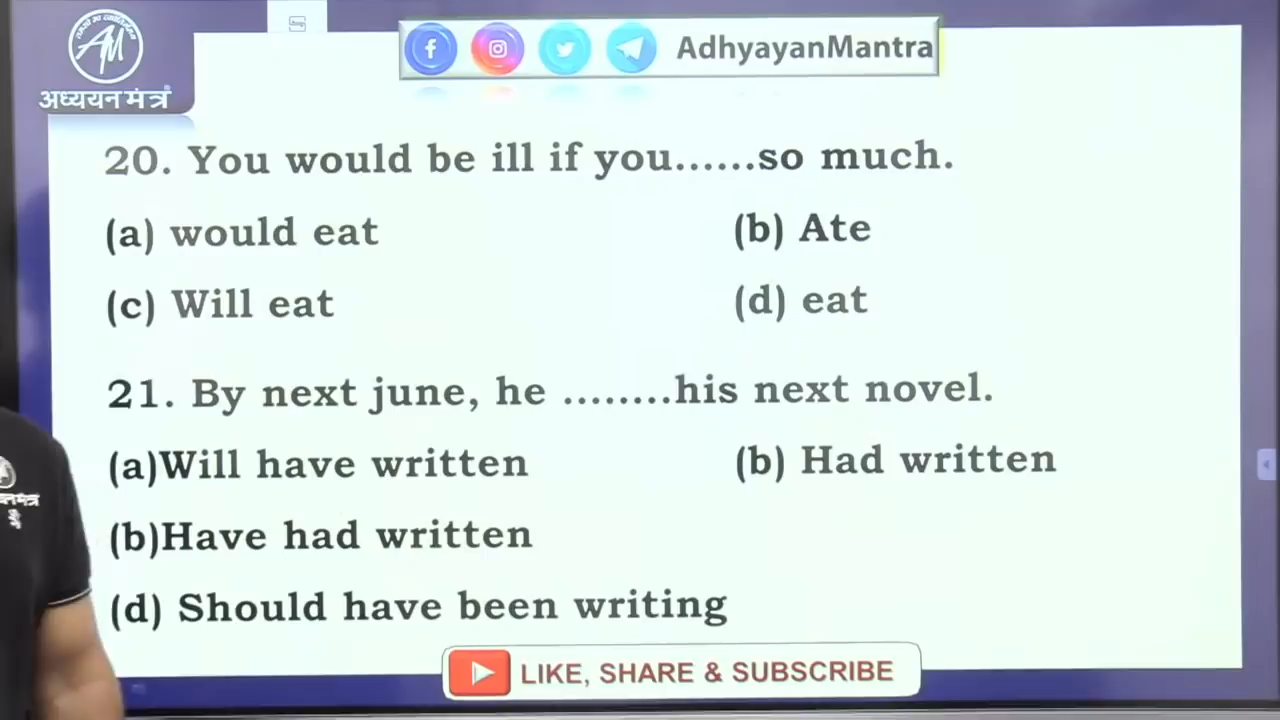 AdhyayanMantra
अध्ययन मंत्र
20. You would be ill if you......so much.
(a) would eat (b) Ate
(c) Will eat (d) eat
21. By next june, he ........his next novel.
(a)Will have written (b) Had written
(b)Have had written
(d) Should have been writing
LIKE, SHARE & SUBSCRIBE